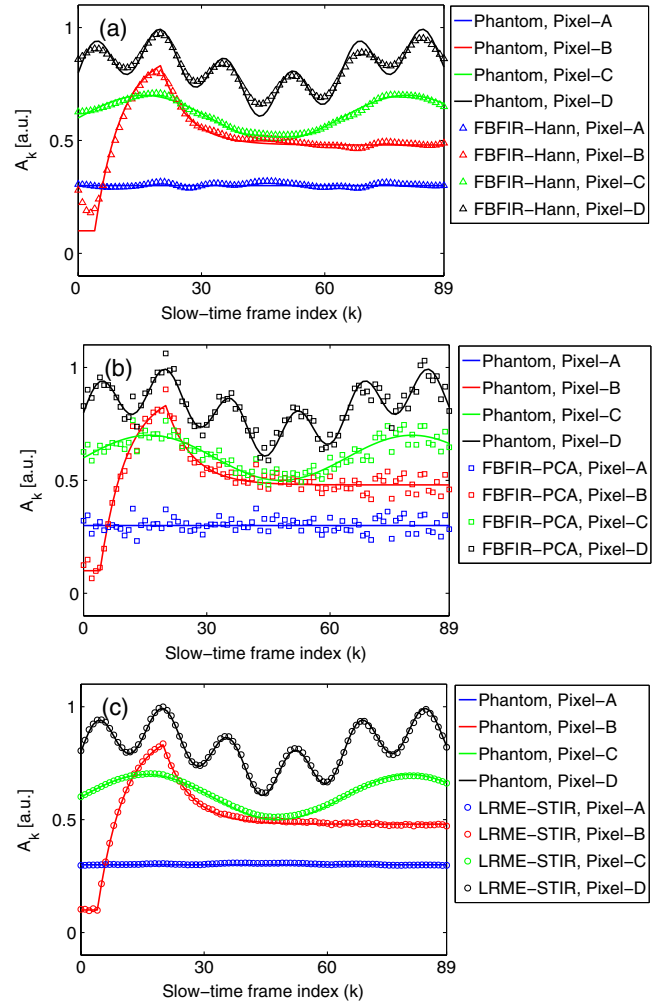 (a)
1
0.5
0
A_k [a.u.]
0 30 60 89
Slow−time frame index (k)
Phantom, Pixel−A
Phantom, Pixel−B
Phantom, Pixel−C
Phantom, Pixel−D
FBFIR−Hann, Pixel−A
FBFIR−Hann, Pixel−B
FBFIR−Hann, Pixel−C
FBFIR−Hann, Pixel−D
(b)
1
0.5
0
A_k [a.u.]
0 30 60 89
Slow−time frame index (k)
Phantom, Pixel−A
Phantom, Pixel−B
Phantom, Pixel−C
Phantom, Pixel−D
FBFIR−PCA, Pixel−A
FBFIR−PCA, Pixel−B
FBFIR−PCA, Pixel−C
FBFIR−PCA, Pixel−D
(c)
1
0.5
0
A_k [a.u.]
0 30 60 89
Slow−time frame index (k)
Phantom, Pixel−A
Phantom, Pixel−B
Phantom, Pixel−C
Phantom, Pixel−D
LRME−STIR, Pixel−A
LRME−STIR, Pixel−B
LRME−STIR, Pixel−C
LRME−STIR, Pixel−D